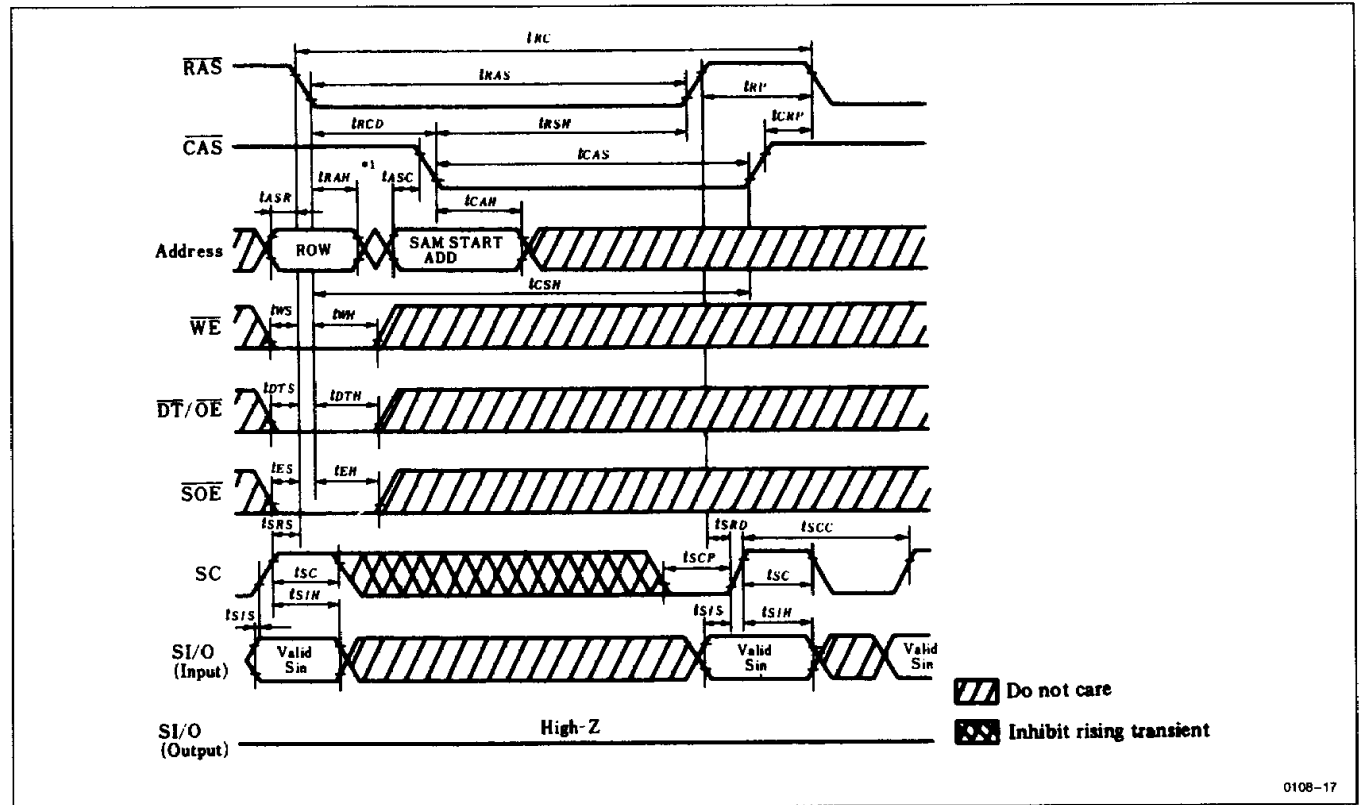 tRC
RAS
tRAS
tRP
tRCD
tRSH
tCRP
CAS
tCAS
*1
tASR
tRAH
tASC
tCAH
Address
ROW
SAM START
ADD
tCSH
WE
tWS
tWH
DT/OE
tDTS
tDTH
SOE
tES
tEH
tSRS
tSRD
tSCC
SC
tSC
tSCP
tSC
tSIS
tSIH
tSIS
tSIH
SI/O
(Input)
Valid
Sin
Valid
Sin
Valid
Sin
Do not care
SI/O
(Output)
High-Z
Inhibit rising transient
0108-17